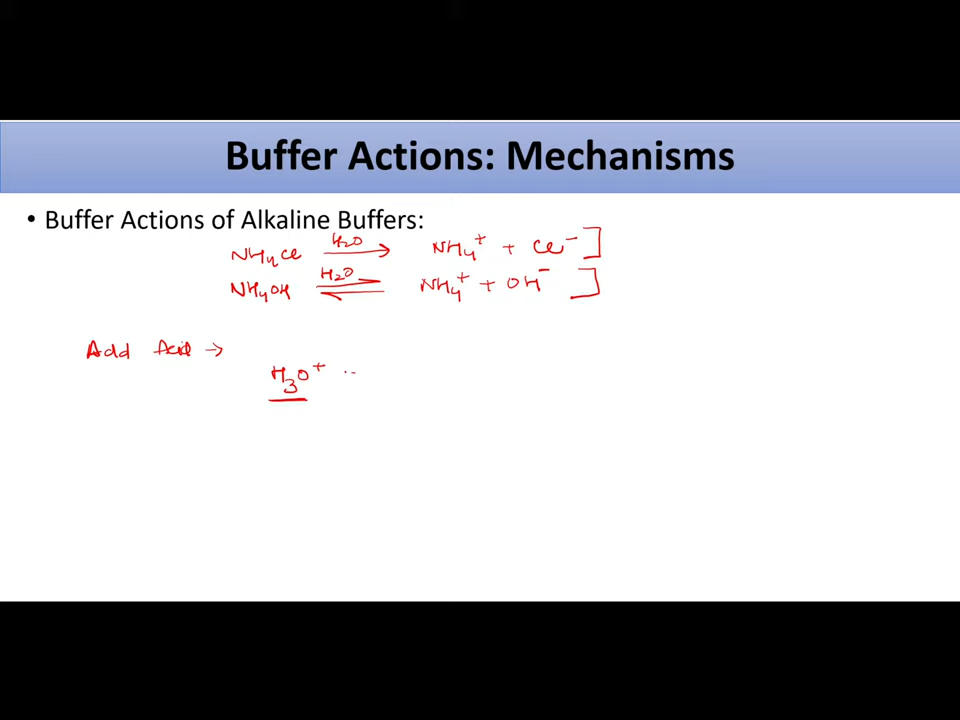 Buffer Actions: Mechanisms
• Buffer Actions of Alkaline Buffers:
NH₄Cl H₂O → NH₄⁺ + Cl⁻ ]
NH₄OH H₂O ⇌ NH₄⁺ + OH⁻ ]
Add Acid →
H₃O⁺